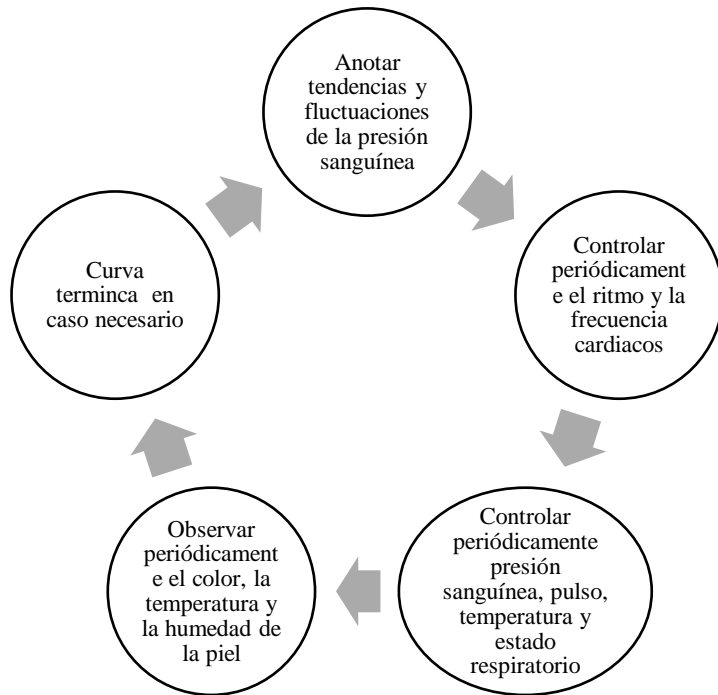 Anotar
tendencias y
fluctuaciones
de la presión
sanguínea
Controlar
periódicament
e el ritmo y la
frecuencia
cardiacos
Controlar
periódicamente
presión
sanguínea, pulso,
temperatura y
estado
respiratorio
Observar
periódicament
e el color, la
temperatura y
la humedad de
la piel
Curva
terminca en
caso necesario